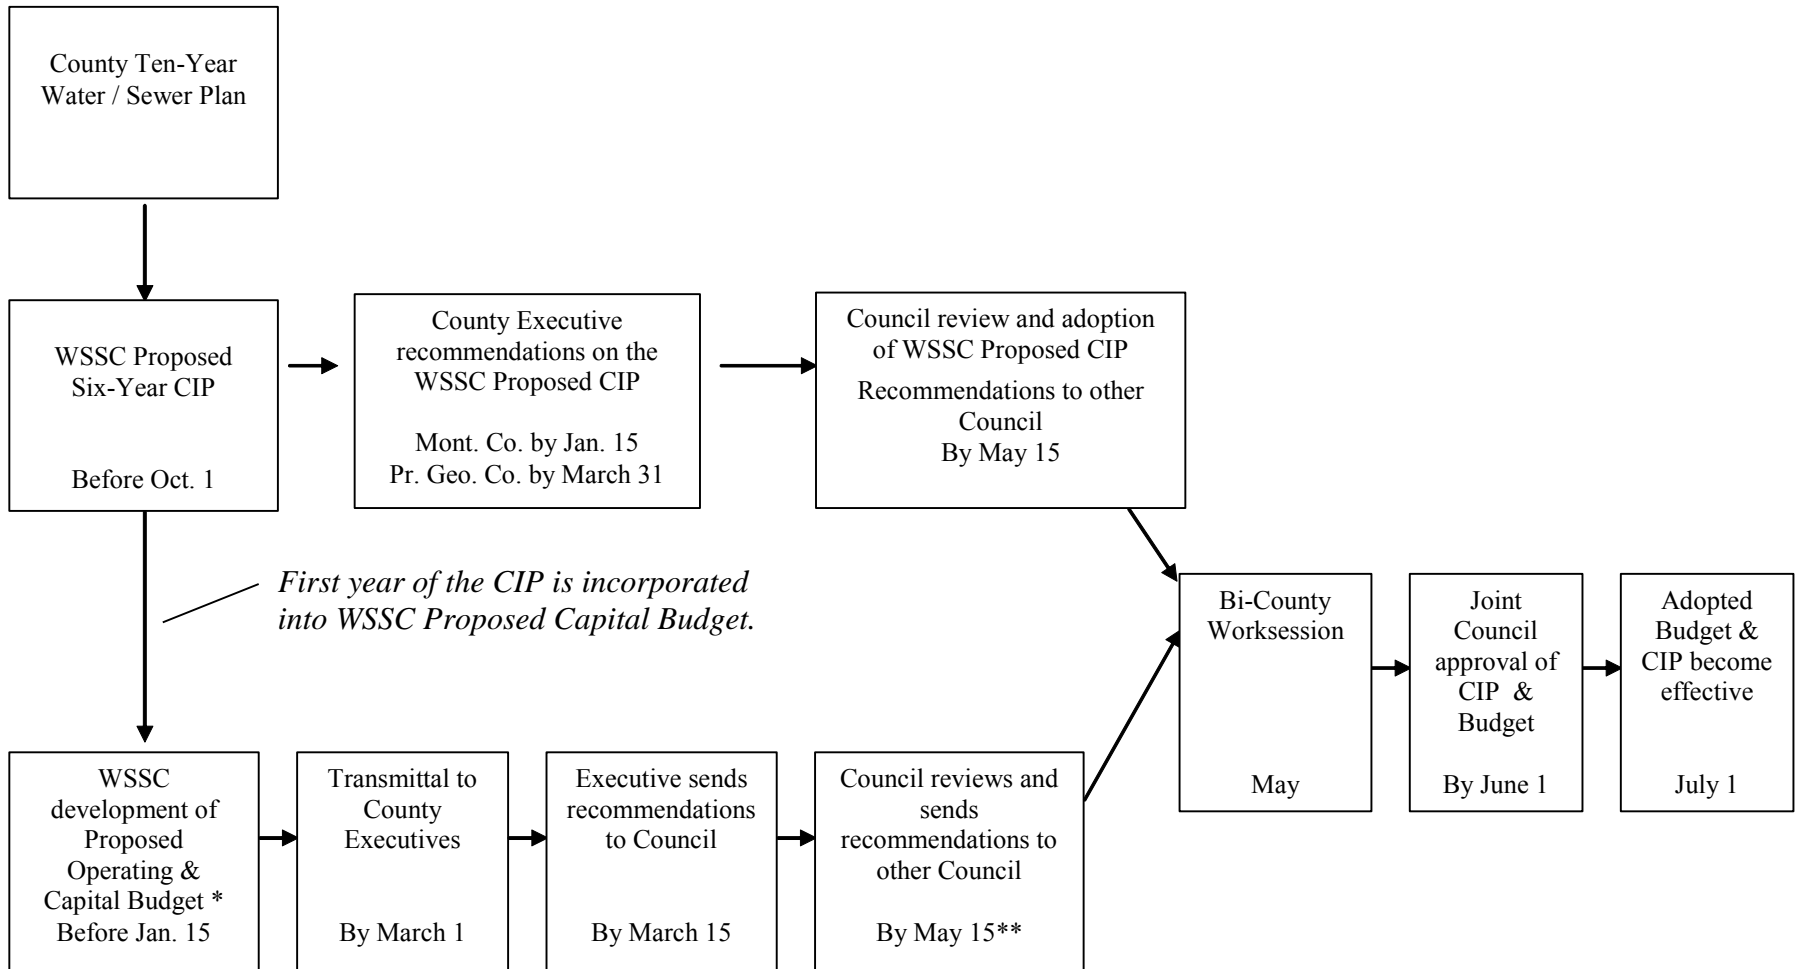 County Ten-Year
Water / Sewer Plan
WSSC Proposed
Six-Year CIP
Before Oct. 1
County Executive
recommendations on the
WSSC Proposed CIP
Mont. Co. by Jan. 15
Pr. Geo. Co. by March 31
Council review and adoption
of WSSC Proposed CIP
Recommendations to other
Council
By May 15
First year of the CIP is incorporated
into WSSC Proposed Capital Budget.
Bi-County
Worksession
May
Joint
Council
approval of
CIP &
Budget
By June 1
Adopted
Budget &
CIP become
effective
July 1
WSSC
development of
Proposed
Operating &
Capital Budget *
Before Jan. 15
Transmittal to
County
Executives
By March 1
Executive sends
recommendations
to Council
By March 15
Council reviews and
sends
recommendations to
other Council
By May 15**